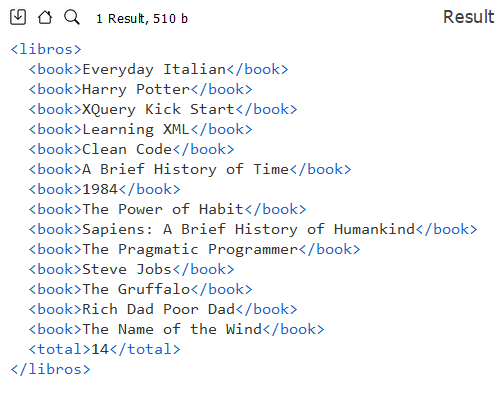 1 Result, 510 b Result
<libros>
  <book>Everyday Italian</book>
  <book>Harry Potter</book>
  <book>XQuery Kick Start</book>
  <book>Learning XML</book>
  <book>Clean Code</book>
  <book>A Brief History of Time</book>
  <book>1984</book>
  <book>The Power of Habit</book>
  <book>Sapiens: A Brief History of Humankind</book>
  <book>The Pragmatic Programmer</book>
  <book>Steve Jobs</book>
  <book>The Gruffalo</book>
  <book>Rich Dad Poor Dad</book>
  <book>The Name of the Wind</book>
  <total>14</total>
</libros>